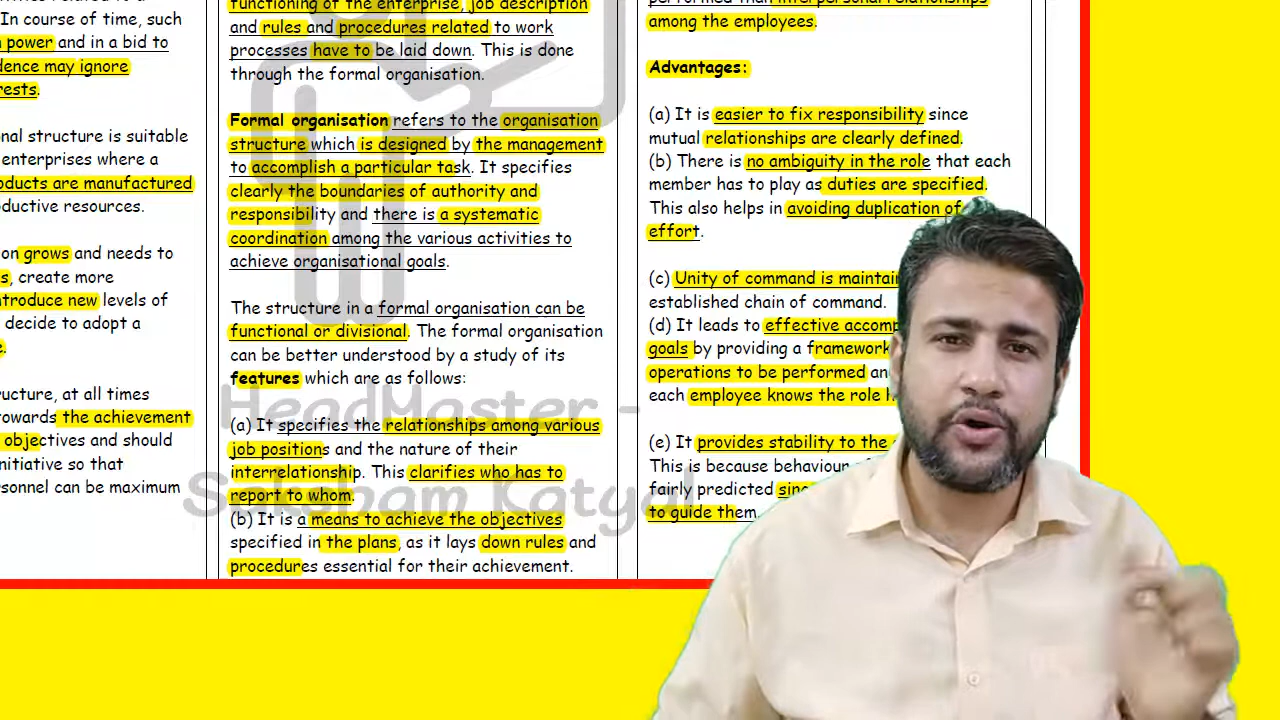 In course of time, such
power and in a bid to
dence may ignore
rests.
nal structure is suitable
enterprises where a
oducts are manufactured
oductive resources.
on grows and needs to
s, create more
ntroduce new levels of
decide to adopt a
ructure, at all times
towards the achievement
objectives and should
nitiative so that
rsonnel can be maximum
functioning of the enterprise, job description
and rules and procedures related to work
processes have to be laid down. This is done
through the formal organisation.
Formal organisation refers to the organisation
structure which is designed by the management
to accomplish a particular task. It specifies
clearly the boundaries of authority and
responsibility and there is a systematic
coordination among the various activities to
achieve organisational goals.
The structure in a formal organisation can be
functional or divisional. The formal organisation
can be better understood by a study of its
features which are as follows:
(a) It specifies the relationships among various
job positions and the nature of their
interrelationship. This clarifies who has to
report to whom.
(b) It is a means to achieve the objectives
specified in the plans, as it lays down rules and
procedures essential for their achievement.
performed than interpersonal relationships
among the employees.
Advantages:
(a) It is easier to fix responsibility since
mutual relationships are clearly defined.
(b) There is no ambiguity in the role that each
member has to play as duties are specified.
This also helps in avoiding duplication of
effort.
(c) Unity of command is maintai
established chain of command.
(d) It leads to effective accomp
goals by providing a framework
operations to be performed an
each employee knows the role h
(e) It provides stability to the
This is because behaviour
fairly predicted sinc
to guide them.
HeadMaster -
Saksham Katyal